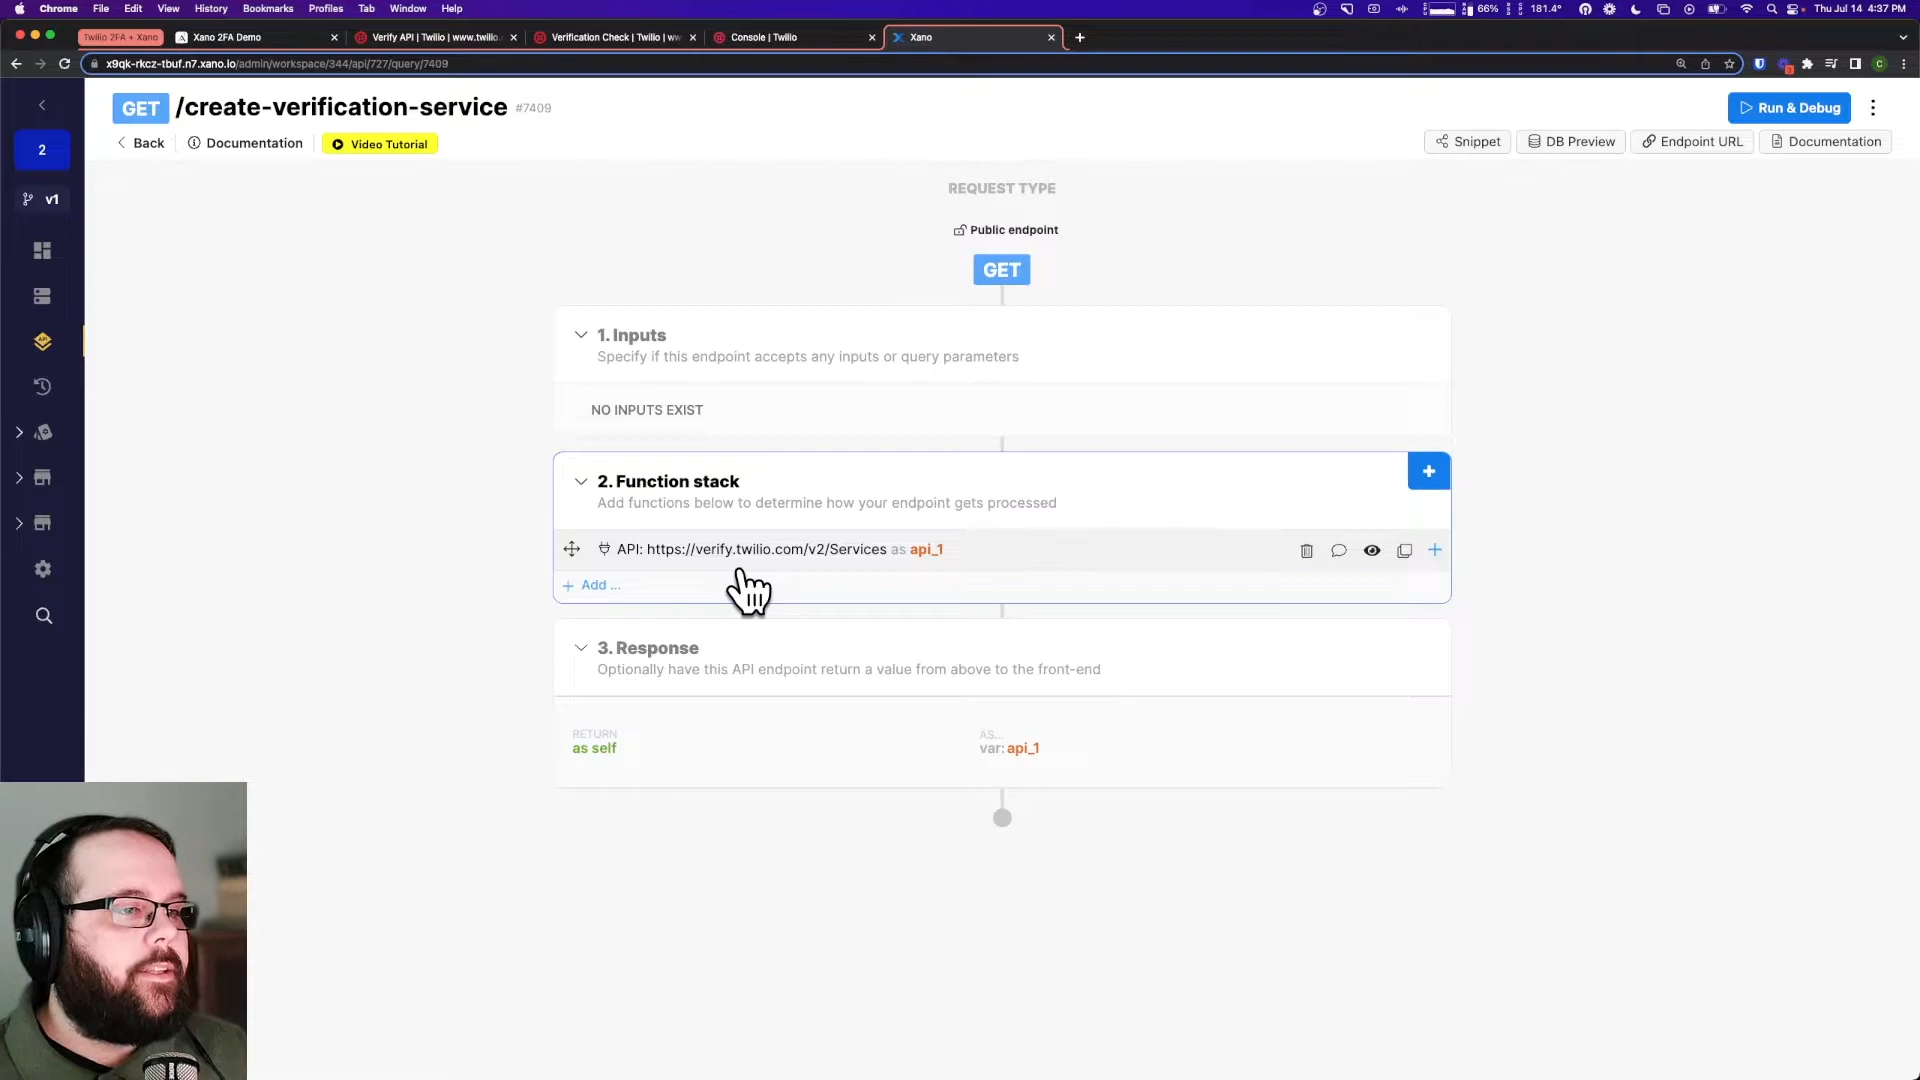 Chrome File Edit View History Bookmarks Profiles Tab Window Help
66% 181.4° Thu Jul 14 4:37 PM
Twilio 2FA + Xano
Xano 2FA Demo
Verify API | Twilio | www.twilio.
Verification Check | Twilio | ww
Console | Twilio
Xano
x9qk-rkcz-tbuf.n7.xano.io/admin/workspace/344/api/727/query/7409
C
2
v1
GET /create-verification-service #7409
Run & Debug
Back
Documentation
Video Tutorial
Snippet
DB Preview
Endpoint URL
Documentation
REQUEST TYPE
Public endpoint
GET
1. Inputs
Specify if this endpoint accepts any inputs or query parameters
NO INPUTS EXIST
2. Function stack
Add functions below to determine how your endpoint gets processed
API: https://verify.twilio.com/v2/Services as api_1
+ Add ...
3. Response
Optionally have this API endpoint return a value from above to the front-end
RETURN
as self
AS...
var: api_1